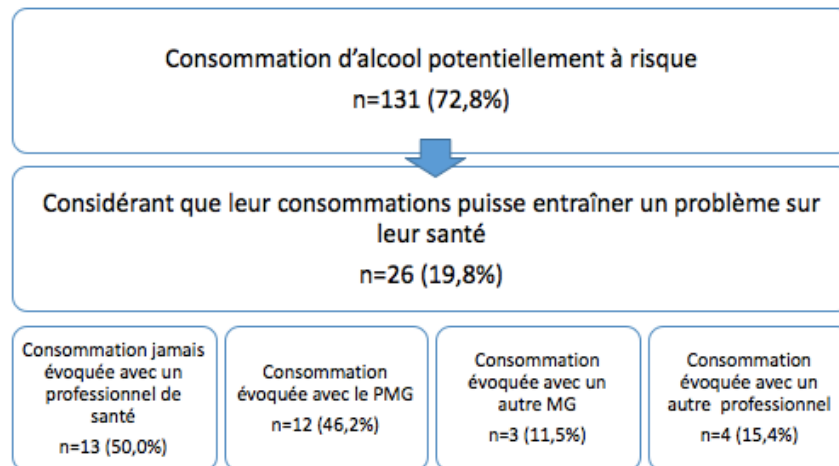 Consommation d'alcool potentiellement à risque
n=131 (72,8%)
Considérant que leur consommations puisse entraîner un problème sur
leur santé
n=26 (19,8%)
Consommation jamais
évoquée avec un
professionnel de
santé
n=13 (50,0%)
Consommation
évoquée avec le PMG
n=12 (46,2%)
Consommation
évoquée avec un
autre MG
n=3 (11,5%)
Consommation
évoquée avec un
autre professionnel
n=4 (15,4%)